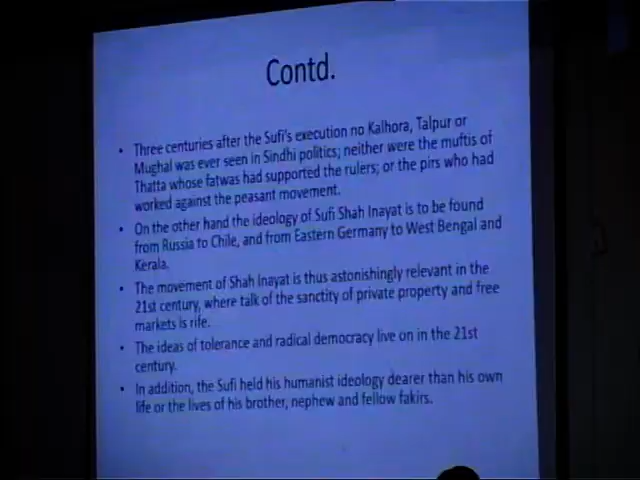 Contd.
• Three centuries after the Sufi's execution no Kalhora, Talpur or
Mughal was ever seen in Sindhi politics; neither were the muftis of
Thatta whose fatwas had supported the rulers; or the pirs who had
worked against the peasant movement.
• On the other hand the ideology of Sufi Shah Inayat is to be found
from Russia to Chile, and from Eastern Germany to West Bengal and
Kerala.
• The movement of Shah Inayat is thus astonishingly relevant in the
21st century, where talk of the sanctity of private property and free
markets is rife.
• The ideas of tolerance and radical democracy live on in the 21st
century.
• In addition, the Sufi held his humanist ideology dearer than his own
life or the lives of his brother, nephew and fellow fakirs.